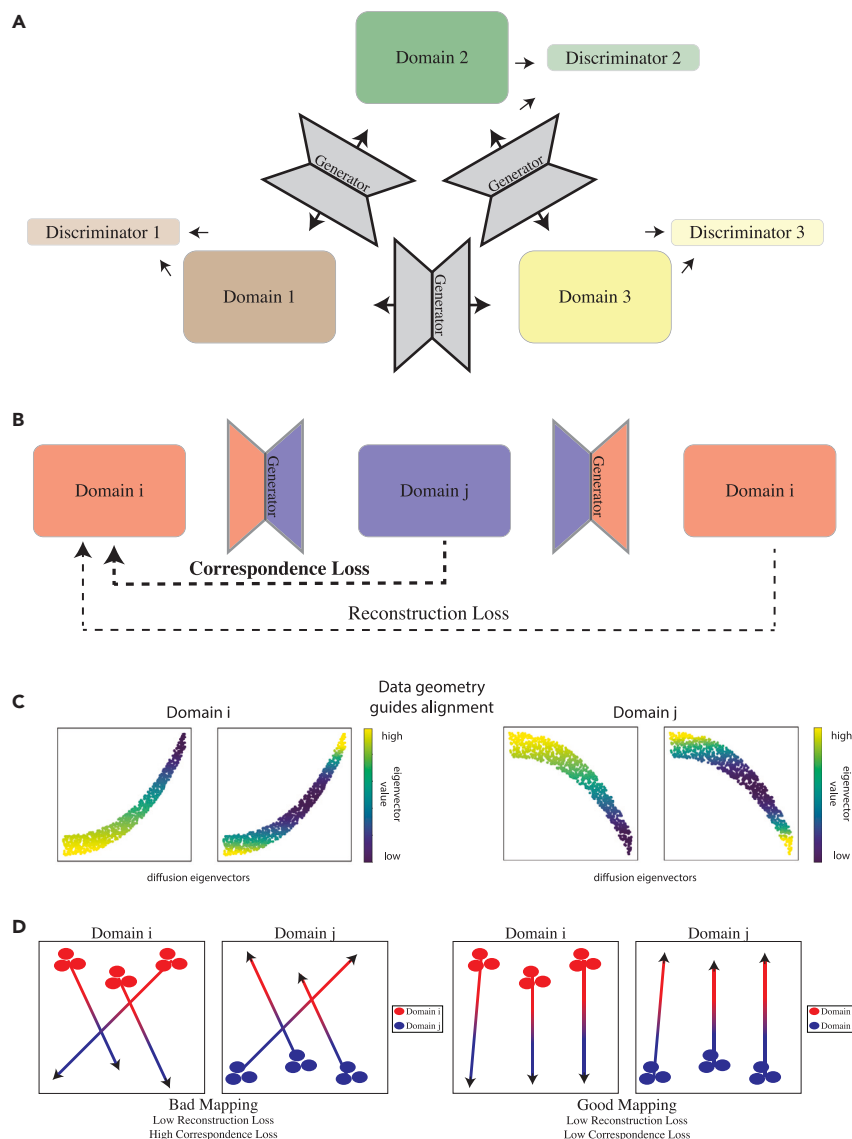 A
Domain 2
Discriminator 2
Generator
Generator
Discriminator 1
Discriminator 3
Domain 1
Generator
Domain 3
B
Domain i
Generator
Domain j
Generator
Domain i
Correspondence Loss
Reconstruction Loss
C
Data geometry
guides alignment
Domain i
Domain j
high
eigenvector
value
low
high
eigenvector
value
low
diffusion eigenvectors
diffusion eigenvectors
D
Domain i
Domain j
Domain i
Domain j
Domain i
Domain j
Domain
Domain
Bad Mapping
Low Reconstruction Loss
High Correspondence Loss
Good Mapping
Low Reconstruction Loss
Low Correspondence Loss